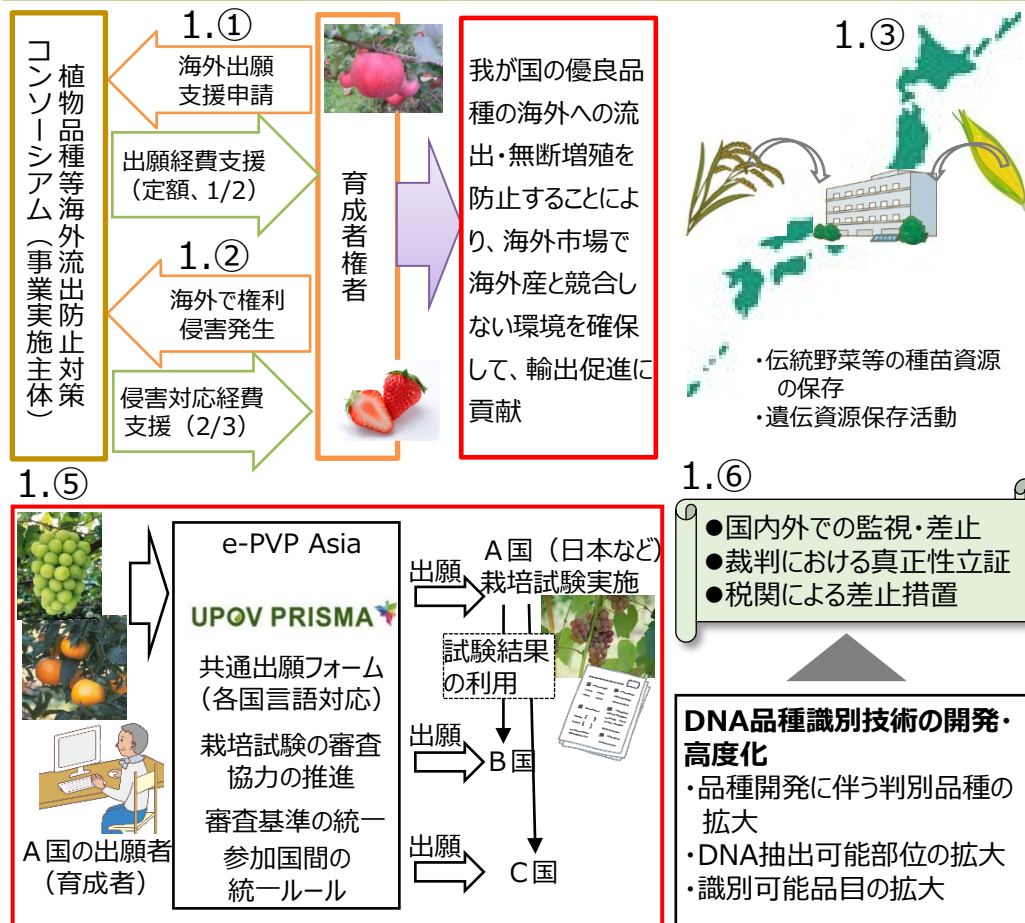 1.①
植物品種等海外流出防止対策
コンソーシアム（事業実施主体）
海外出願
支援申請
出願経費支援
（定額、1/2）
1.②
海外で権利
侵害発生
侵害対応経費
支援（2/3）
育成者権者
我が国の優良品
種の海外への流
出・無断増殖を
防止することによ
り、海外市場で
海外産と競合し
ない環境を確保
して、輸出促進に
貢献
1.③
・伝統野菜等の種苗資源
の保存
・遺伝資源保存活動
1.⑤
A国の出願者
（育成者）
e-PVP Asia
UPOV PRISMA
共通出願フォーム
（各国言語対応）
栽培試験の審査
協力の推進
審査基準の統一
参加国間の
統一ルール
出願
A国（日本など）
栽培試験実施
試験結果
の利用
出願
B国
出願
C国
1.⑥
●国内外での監視・差止
●裁判における真正性立証
●税関による差止措置
DNA品種識別技術の開発・
高度化
・品種開発に伴う判別品種の
拡大
・DNA抽出可能部位の拡大
・識別可能品目の拡大